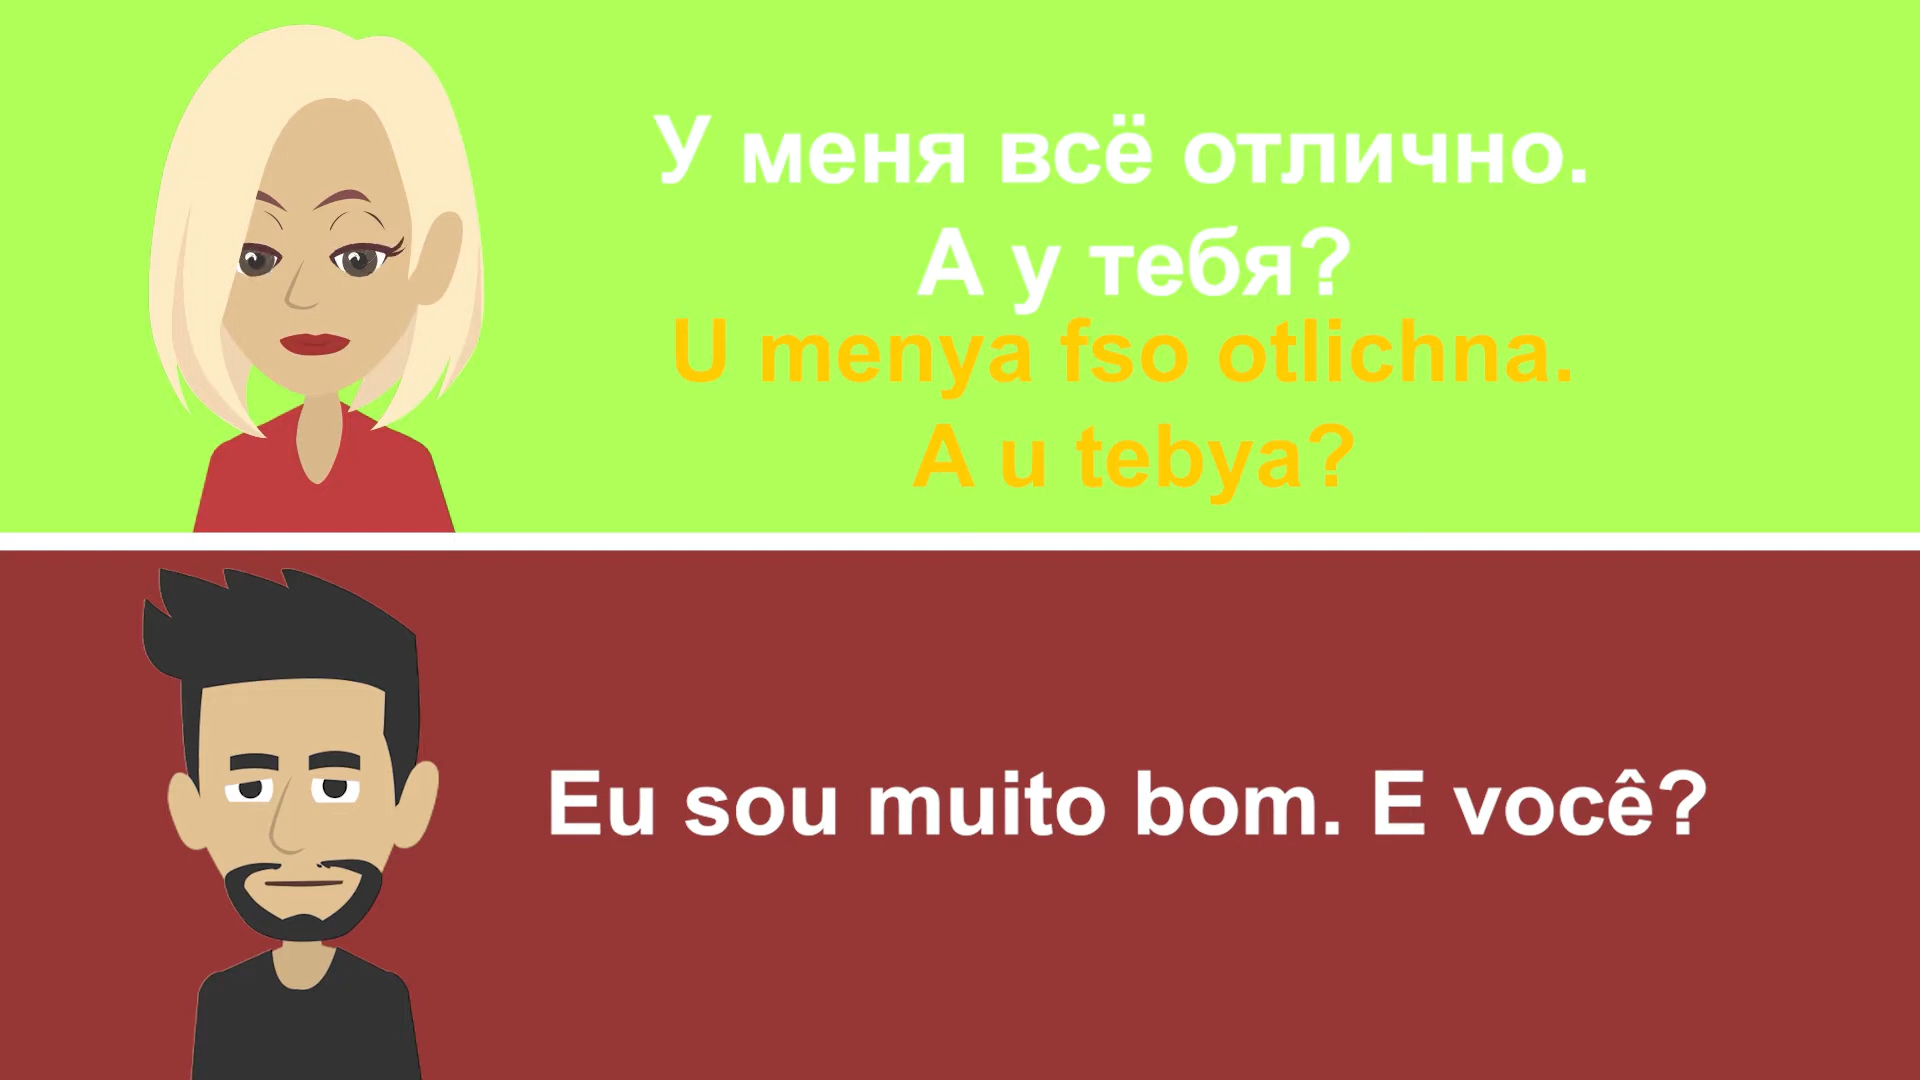 У меня всё отлично.
А у тебя?
U menya fso otlichna.
A u tebya?
Eu sou muito bom. E você?